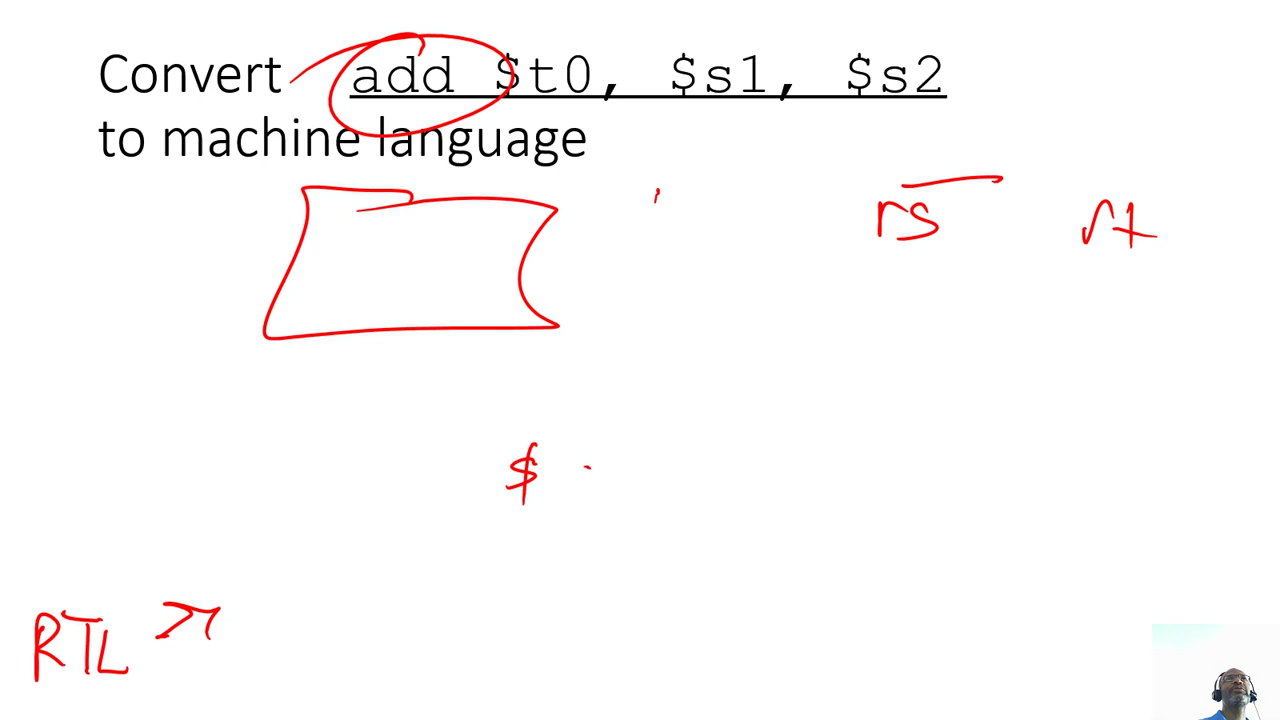 Convert add $t0, $s1, $s2
to machine language
rs rt
$
RTL